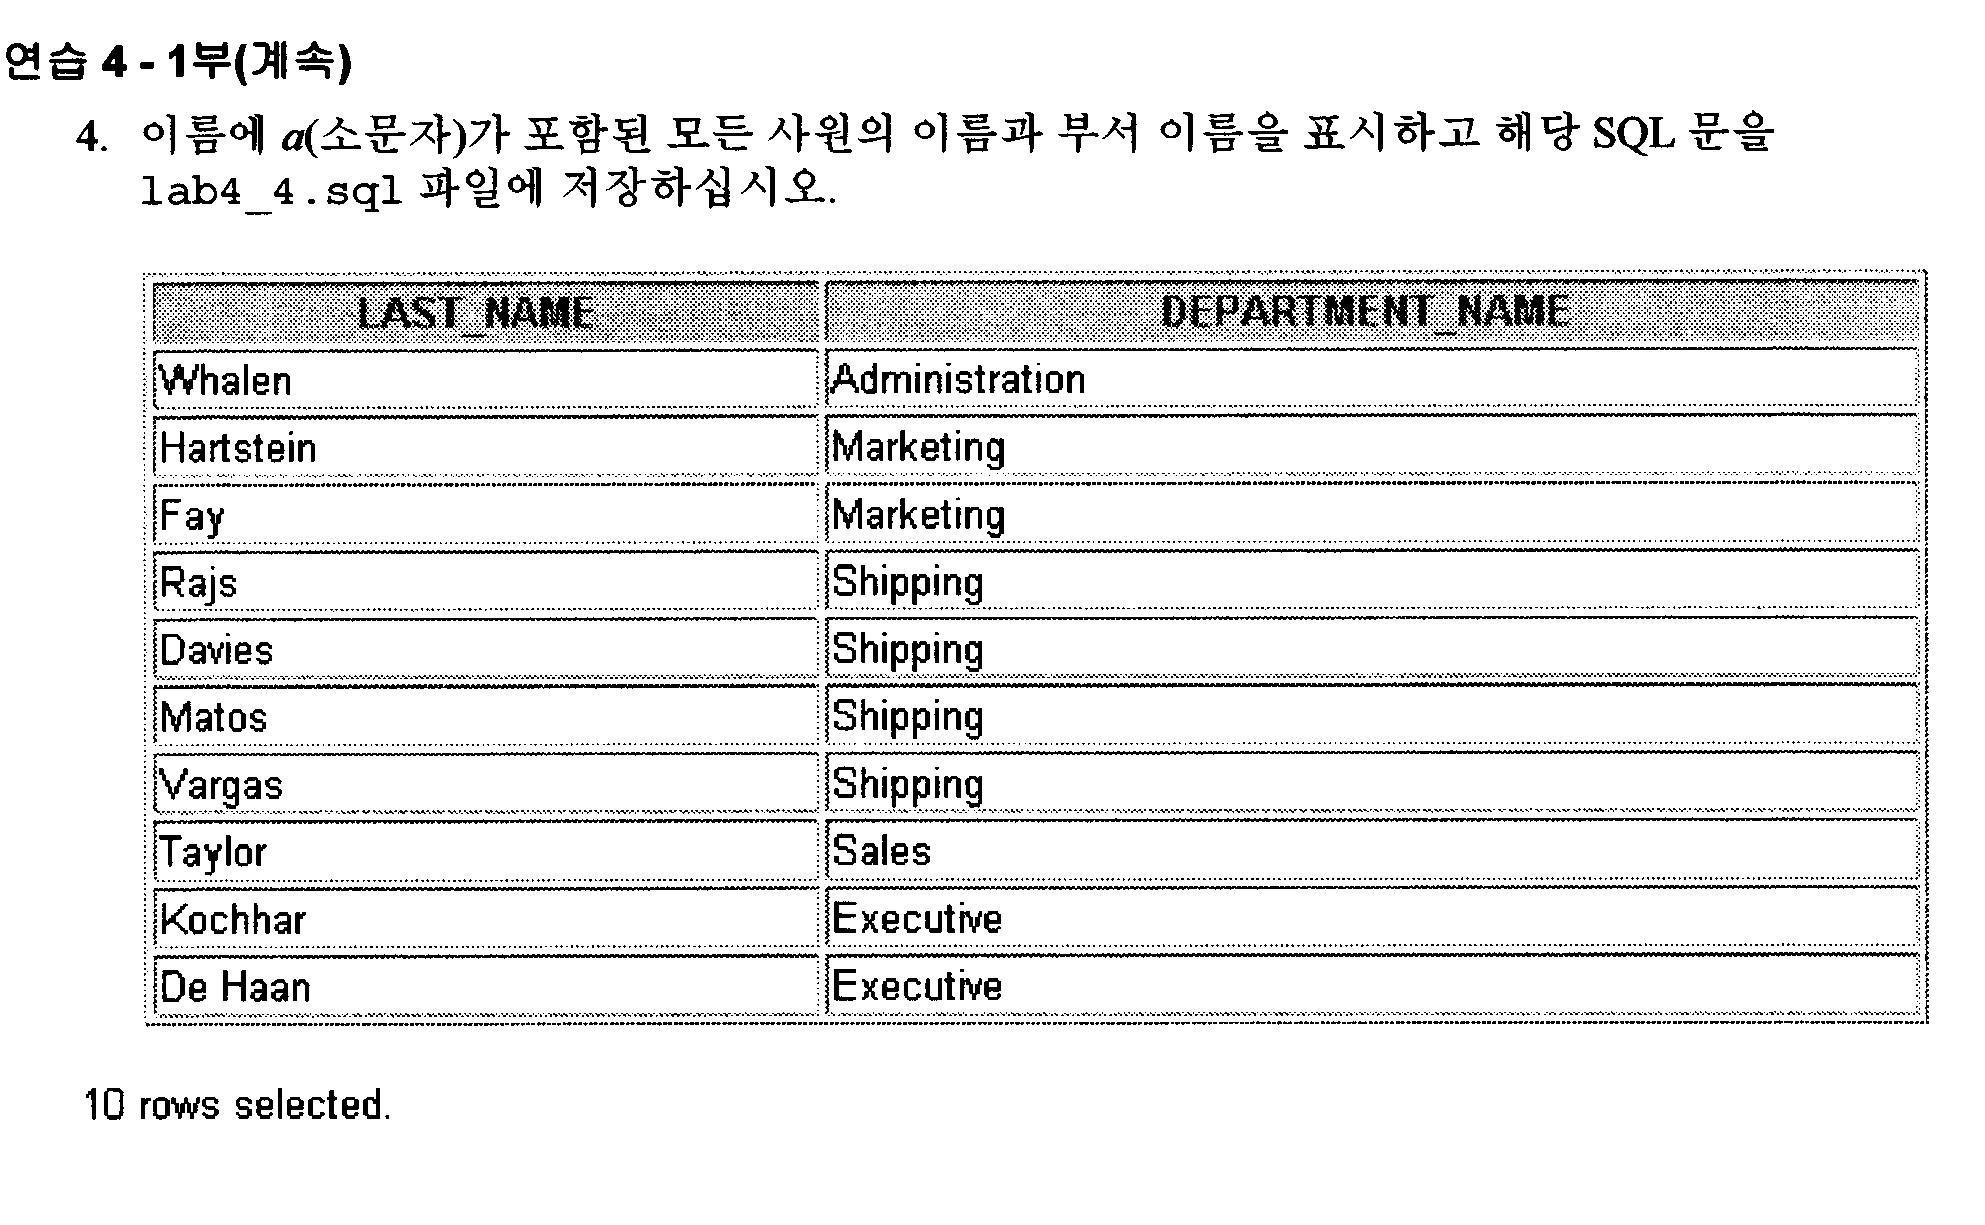 연습 4 - 1부(계속)
4. 이름에 a(소문자)가 포함된 모든 사원의 이름과 부서 이름을 표시하고 해당 SQL 문을
lab4_4.sql 파일에 저장하십시오.
LAST_NAME DEPARTMENT_NAME
Whalen Administration
Hartstein Marketing
Fay Marketing
Rajs Shipping
Davies Shipping
Matos Shipping
Vargas Shipping
Taylor Sales
Kochhar Executive
De Haan Executive
10 rows selected.